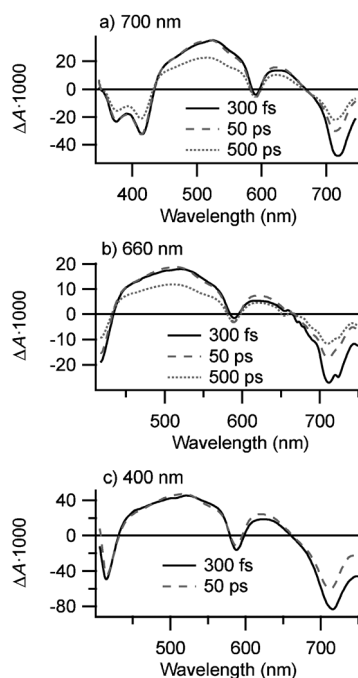 a) 700 nm
20
0
-20
-40
ΔA·1000
300 fs
50 ps
500 ps
400 500 600 700
Wavelength (nm)
b) 660 nm
20
10
0
-10
-20
ΔA·1000
300 fs
50 ps
500 ps
500 600 700
Wavelength (nm)
c) 400 nm
40
0
-40
-80
ΔA·1000
300 fs
50 ps
500 600 700
Wavelength (nm)